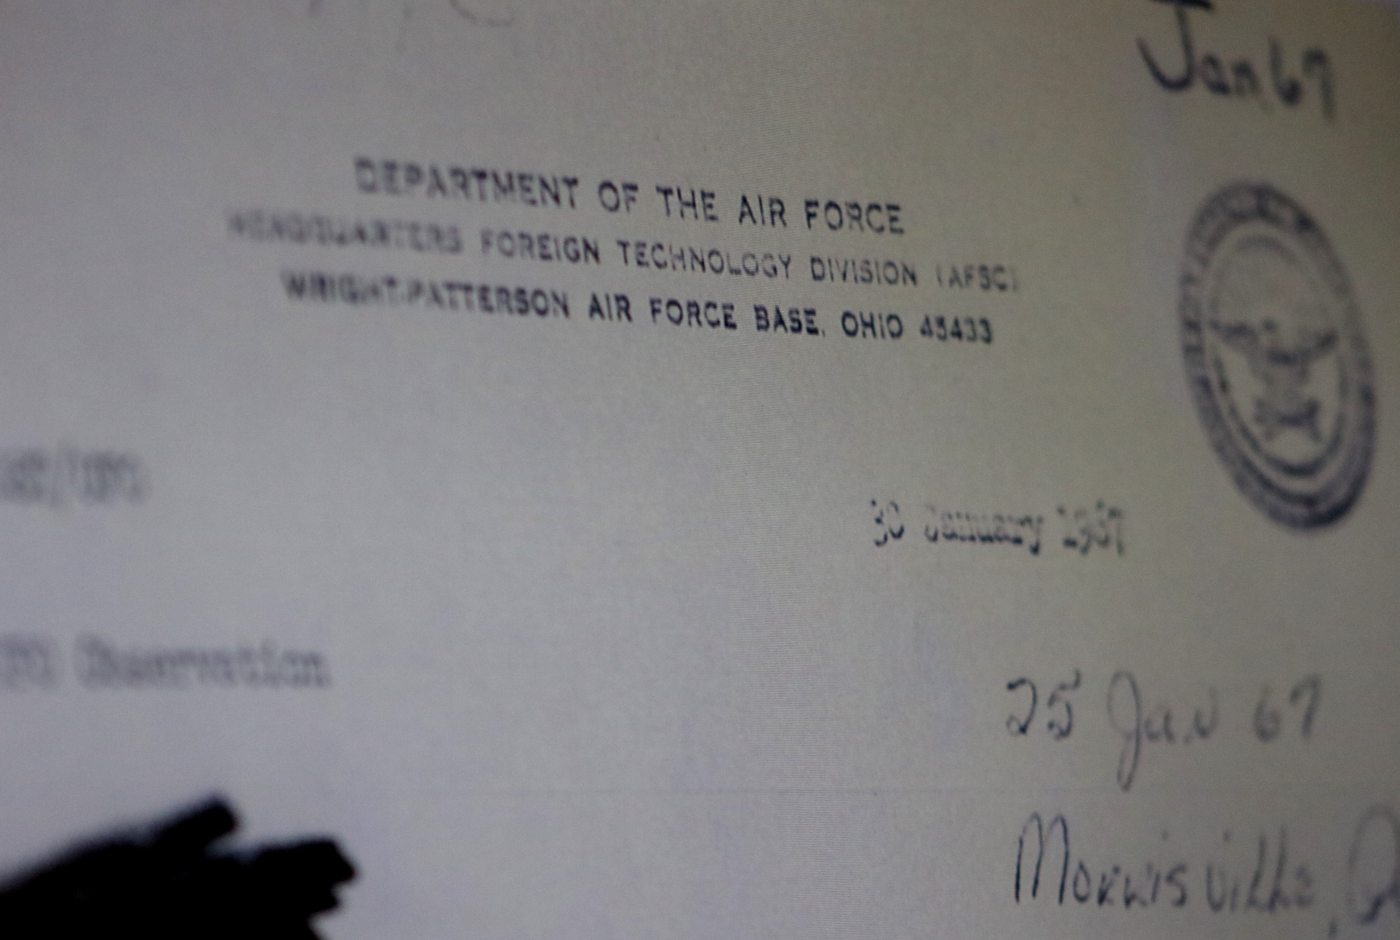 Jan 67
DEPARTMENT OF THE AIR FORCE
HEADQUARTERS FOREIGN TECHNOLOGY DIVISION (AFSC)
WRIGHT-PATTERSON AIR FORCE BASE, OHIO 45433
30 January 1967
Observation
25 Jan 67
Morrisville,